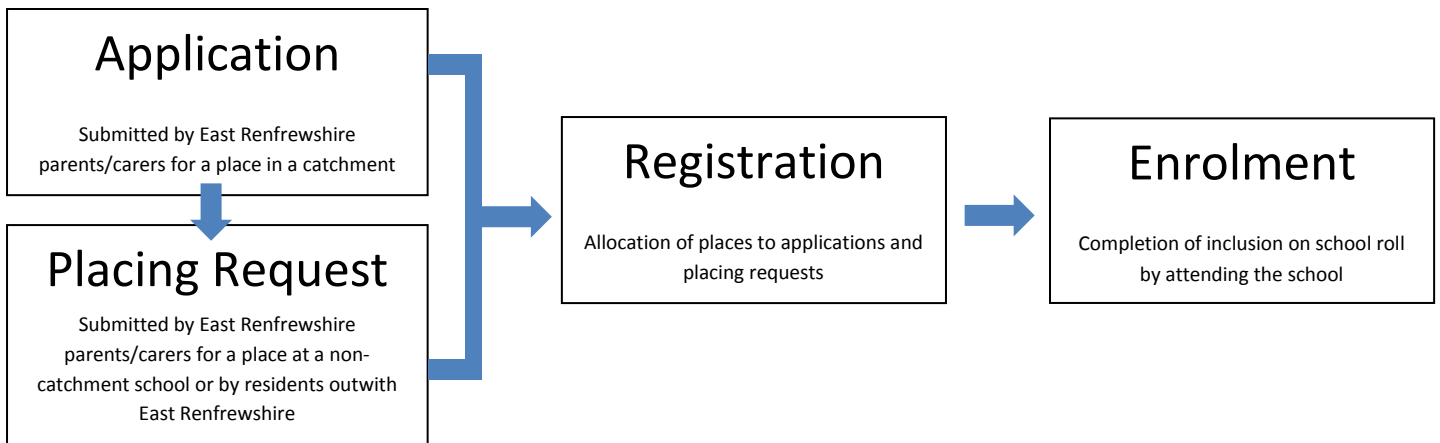 Application
Submitted by East Renfrewshire
parents/carers for a place in a catchment
Placing Request
Submitted by East Renfrewshire
parents/carers for a place at a non-
catchment school or by residents outwith
East Renfrewshire
Registration
Allocation of places to applications and
placing requests
Enrolment
Completion of inclusion on school roll
by attending the school